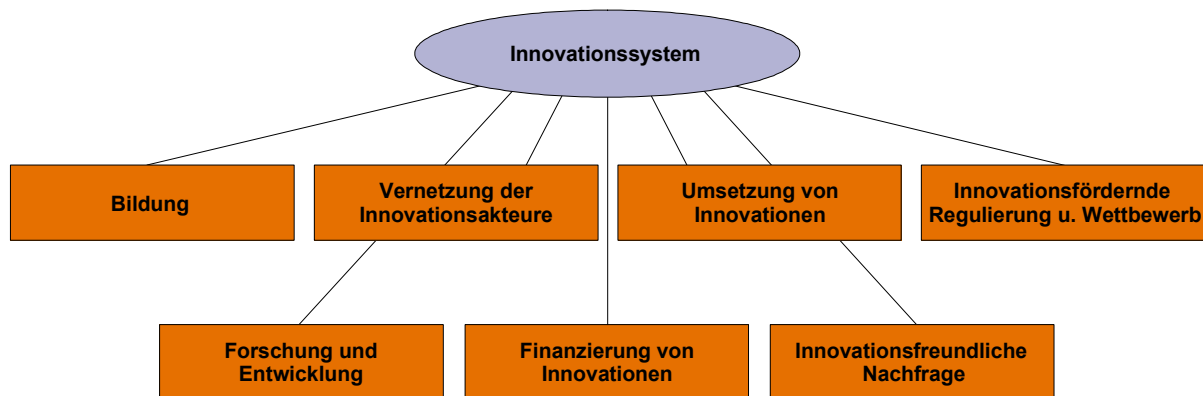 Innovationssystem
Bildung
Vernetzung der
Innovationsakteure
Umsetzung von
Innovationen
Innovationsfördernde
Regulierung u. Wettbewerb
Forschung und
Entwicklung
Finanzierung von
Innovationen
Innovationsfreundliche
Nachfrage